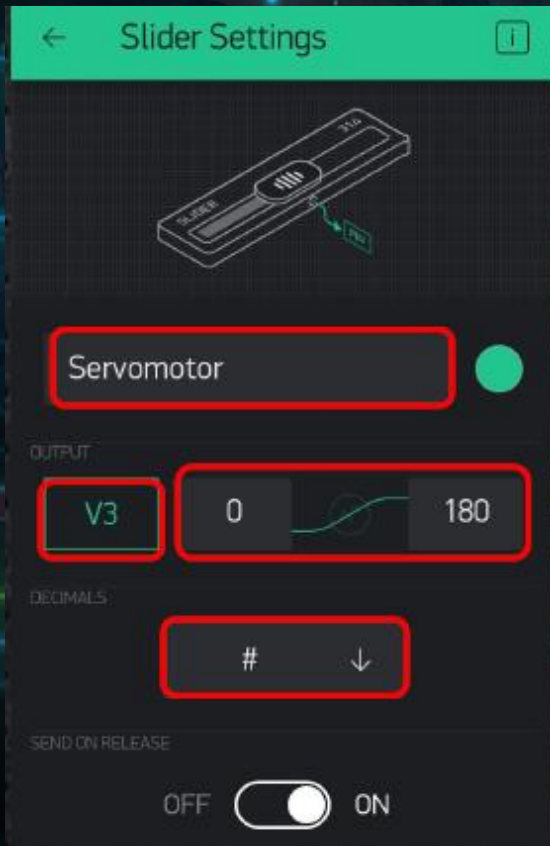 ← Slider Settings i
314
SLIDER
PIN
Servomotor
OUTPUT
V3 0 180
DECIMALS
# ↓
SEND ON RELEASE
OFF ON